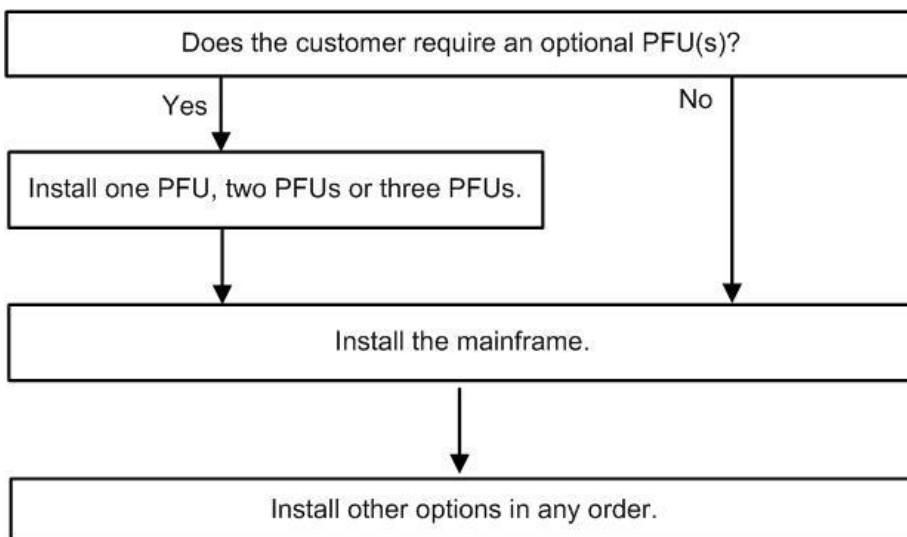 Does the customer require an optional PFU(s)?
Yes
No
Install one PFU, two PFUs or three PFUs.
Install the mainframe.
Install other options in any order.